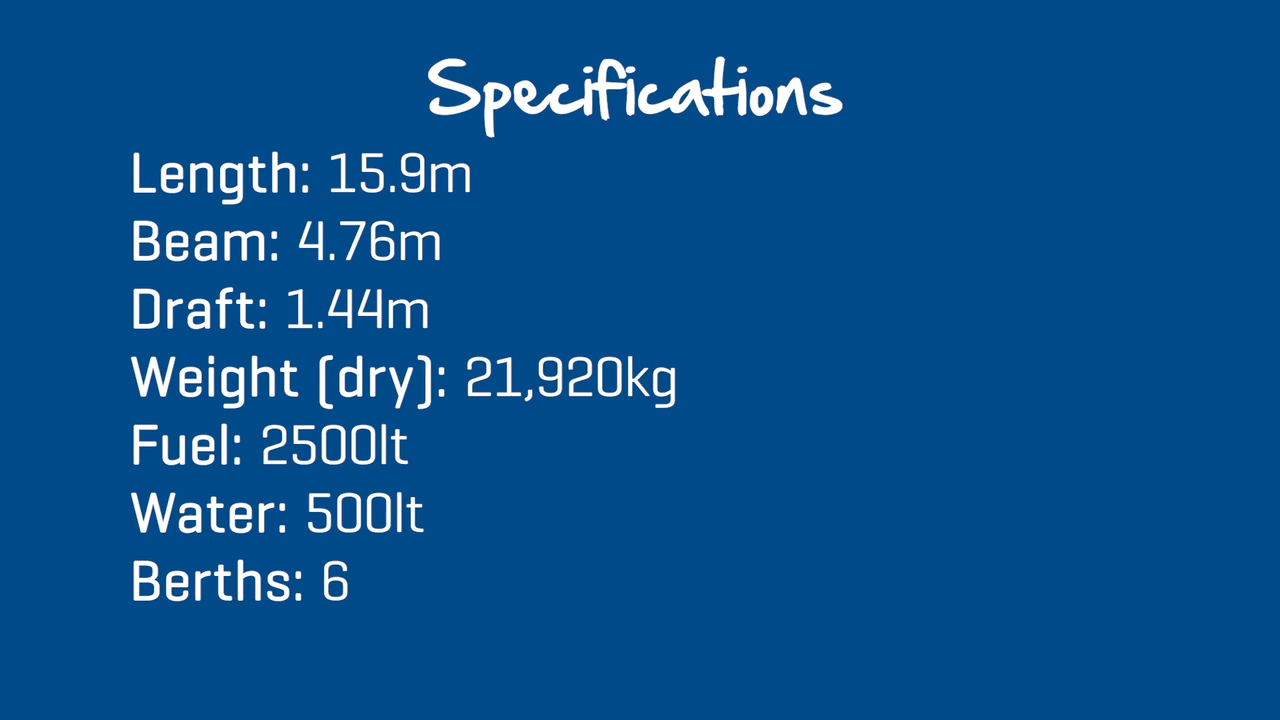 Specifications
Length: 15.9m
Beam: 4.76m
Draft: 1.44m
Weight (dry): 21,920kg
Fuel: 2500lt
Water: 500lt
Berths: 6